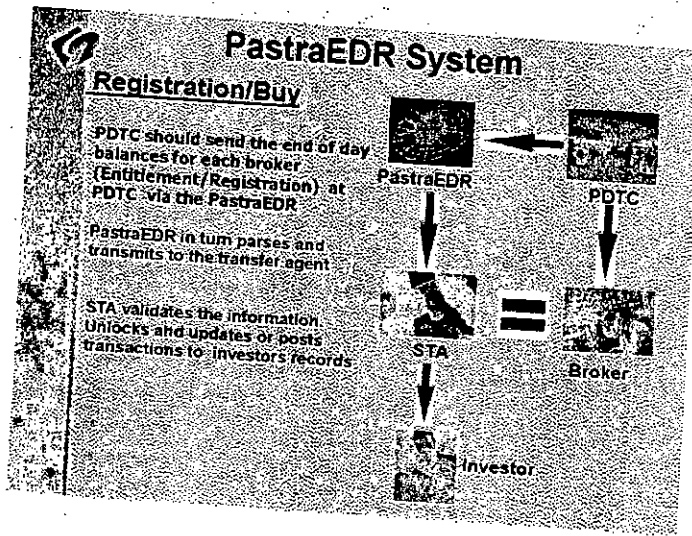 PastraEDR System
Registration/Buy
PDTC should send the end of day
balances for each broker
(Entitlement/Registration) at
PDTC via the PastraEDR
PastraEDR in turn parses and
transmits to the transfer agent
STA validates the information
Unlocks and updates or posts
transactions to investors records
PastraEDR
PDTC
STA
Broker
Investor